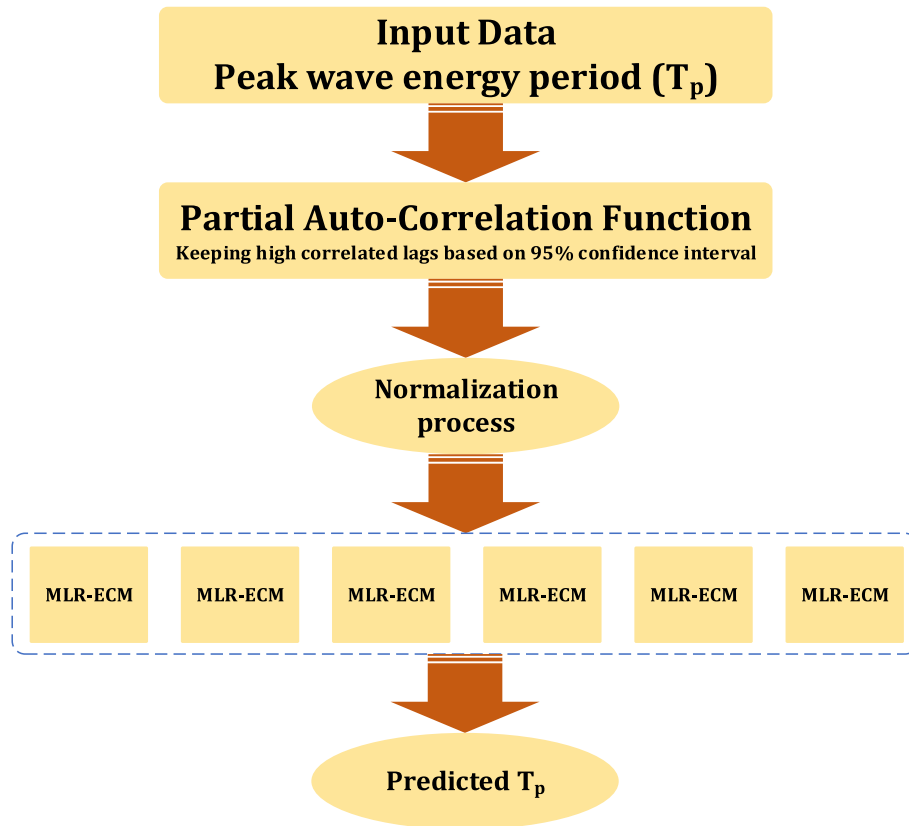 Input Data
Peak wave energy period (Tₚ)
Partial Auto-Correlation Function
Keeping high correlated lags based on 95% confidence interval
Normalization
process
MLR-ECM MLR-ECM MLR-ECM MLR-ECM MLR-ECM MLR-ECM
Predicted Tₚ